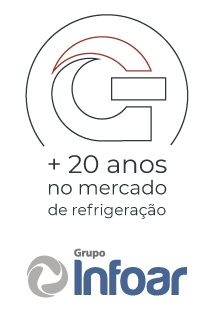 + 20 anos
no mercado
de refrigeração
Grupo
Infoar